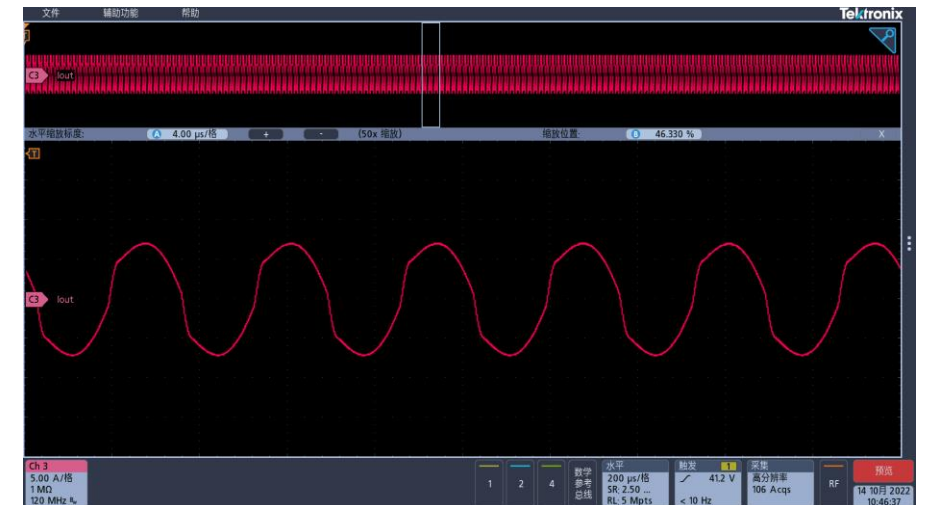 文件 辅助功能 帮助 Tektronix
C3 Iout
水平缩放标度: A 4.00 µs/格 + - (50x 缩放) 缩放位置: B 46.330 % X
T
C3 Iout
Ch 3
5.00 A/格
1 MΩ
120 MHz
1 2 4
数学
参考
总线
水平
200 µs/格
SR: 2.50 ...
RL: 5 Mpts
触发 1
41.2 V
< 10 Hz
采集
高分辨率
106 Acqs
RF
预览
14 10月 2022
10:46:37